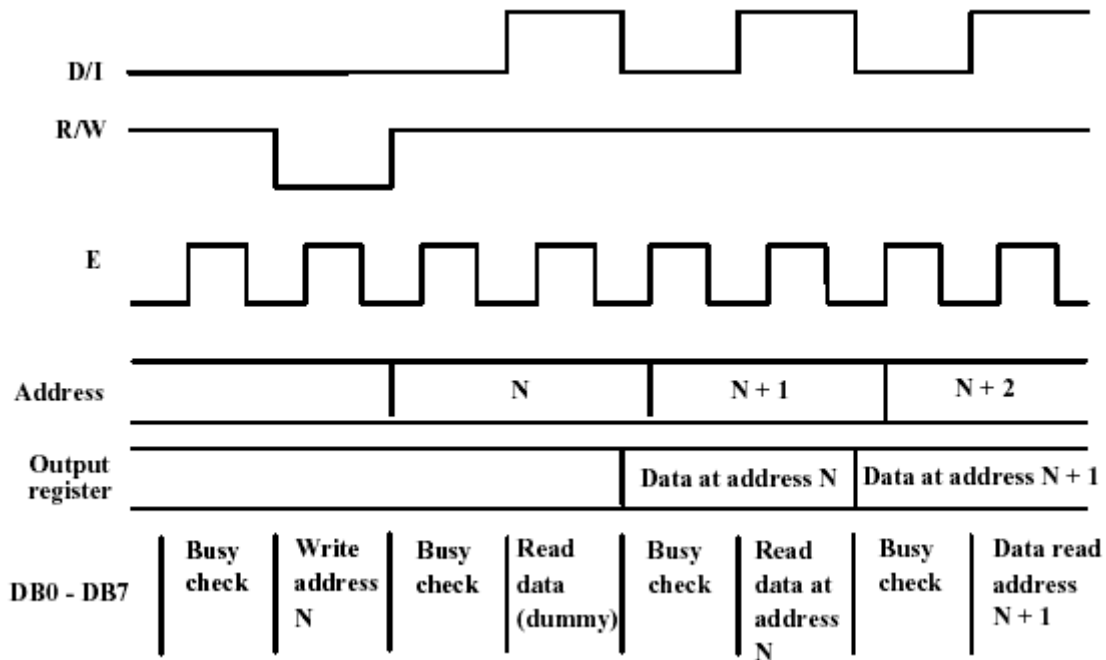 D/I
R/W
E
Address
N
N + 1
N + 2
Output
register
Data at address N
Data at address N + 1
DB0 - DB7
Busy
check
Write
address
N
Busy
check
Read
data
(dummy)
Busy
check
Read
data at
address
N
Busy
check
Data read
address
N + 1